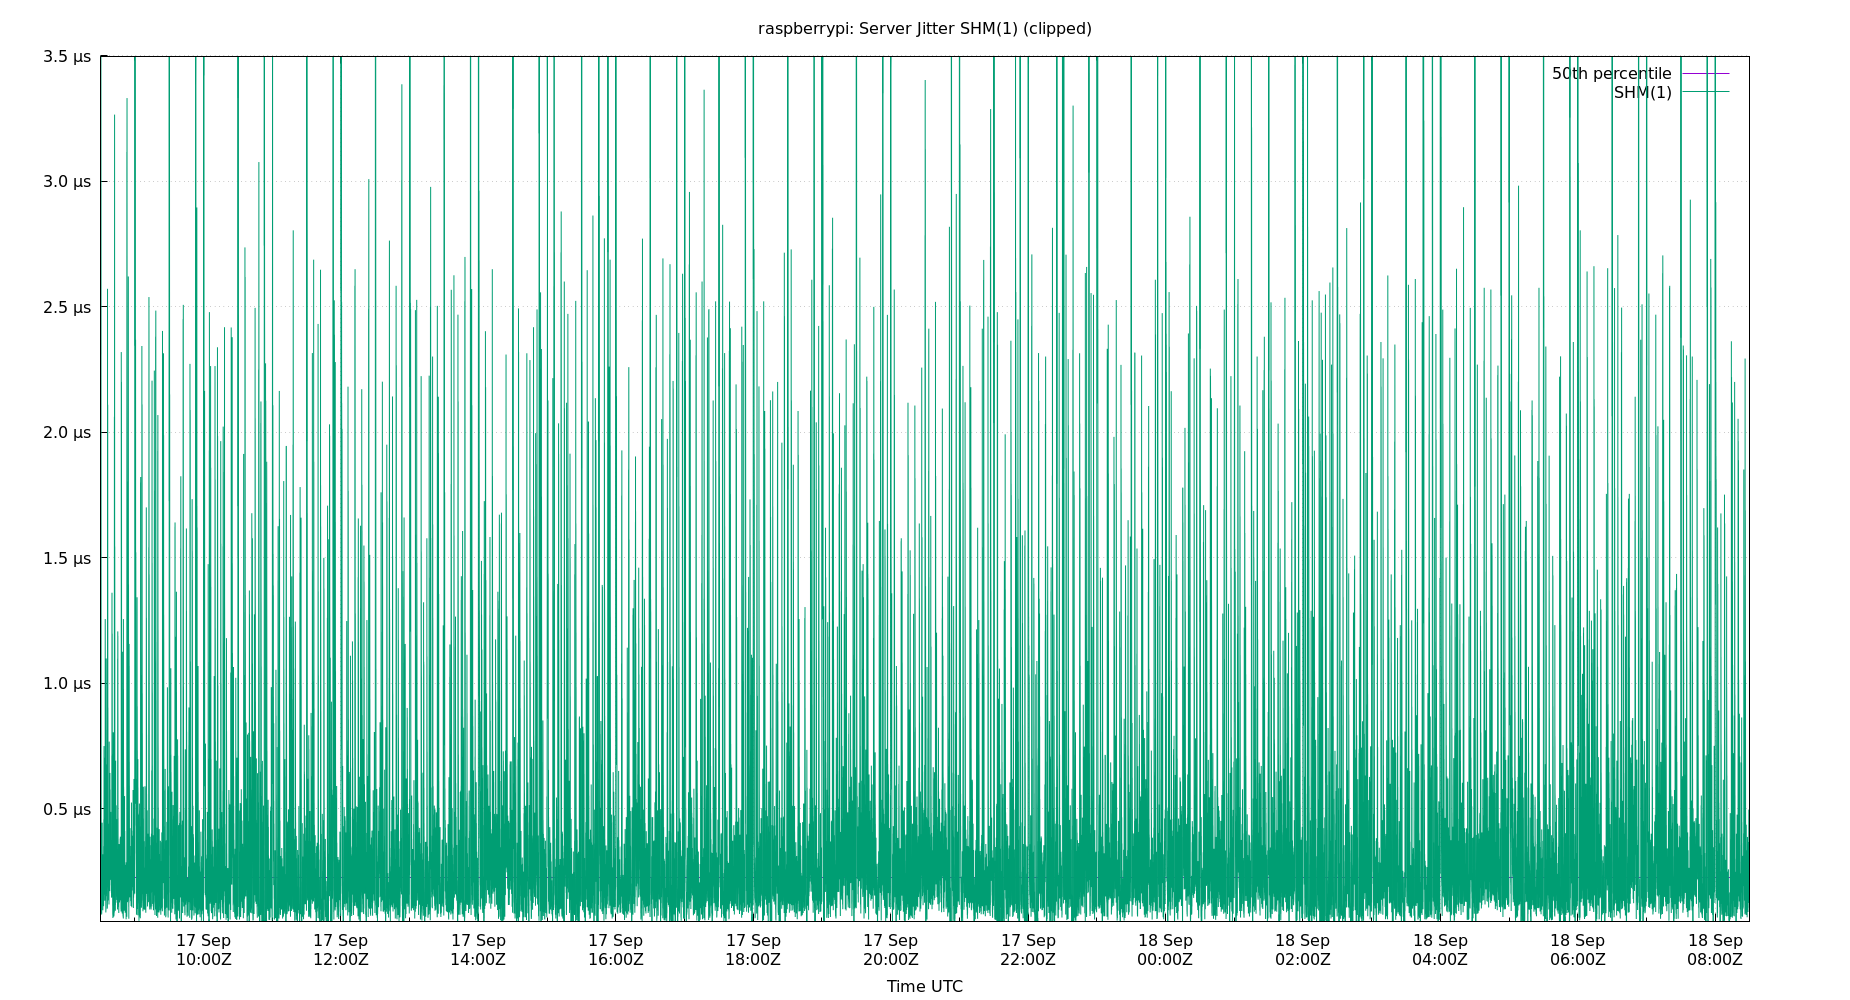 raspberrypi: Server Jitter SHM(1) (clipped)
3.5 µs
50th percentile
SHM(1)
3.0 µs
2.5 µs
2.0 µs
1.5 µs
1.0 µs
0.5 µs
17 Sep 17 Sep 17 Sep 17 Sep 17 Sep 17 Sep 17 Sep 18 Sep 18 Sep 18 Sep 18 Sep 18 Sep
10:00Z 12:00Z 14:00Z 16:00Z 18:00Z 20:00Z 22:00Z 00:00Z 02:00Z 04:00Z 06:00Z 08:00Z
Time UTC